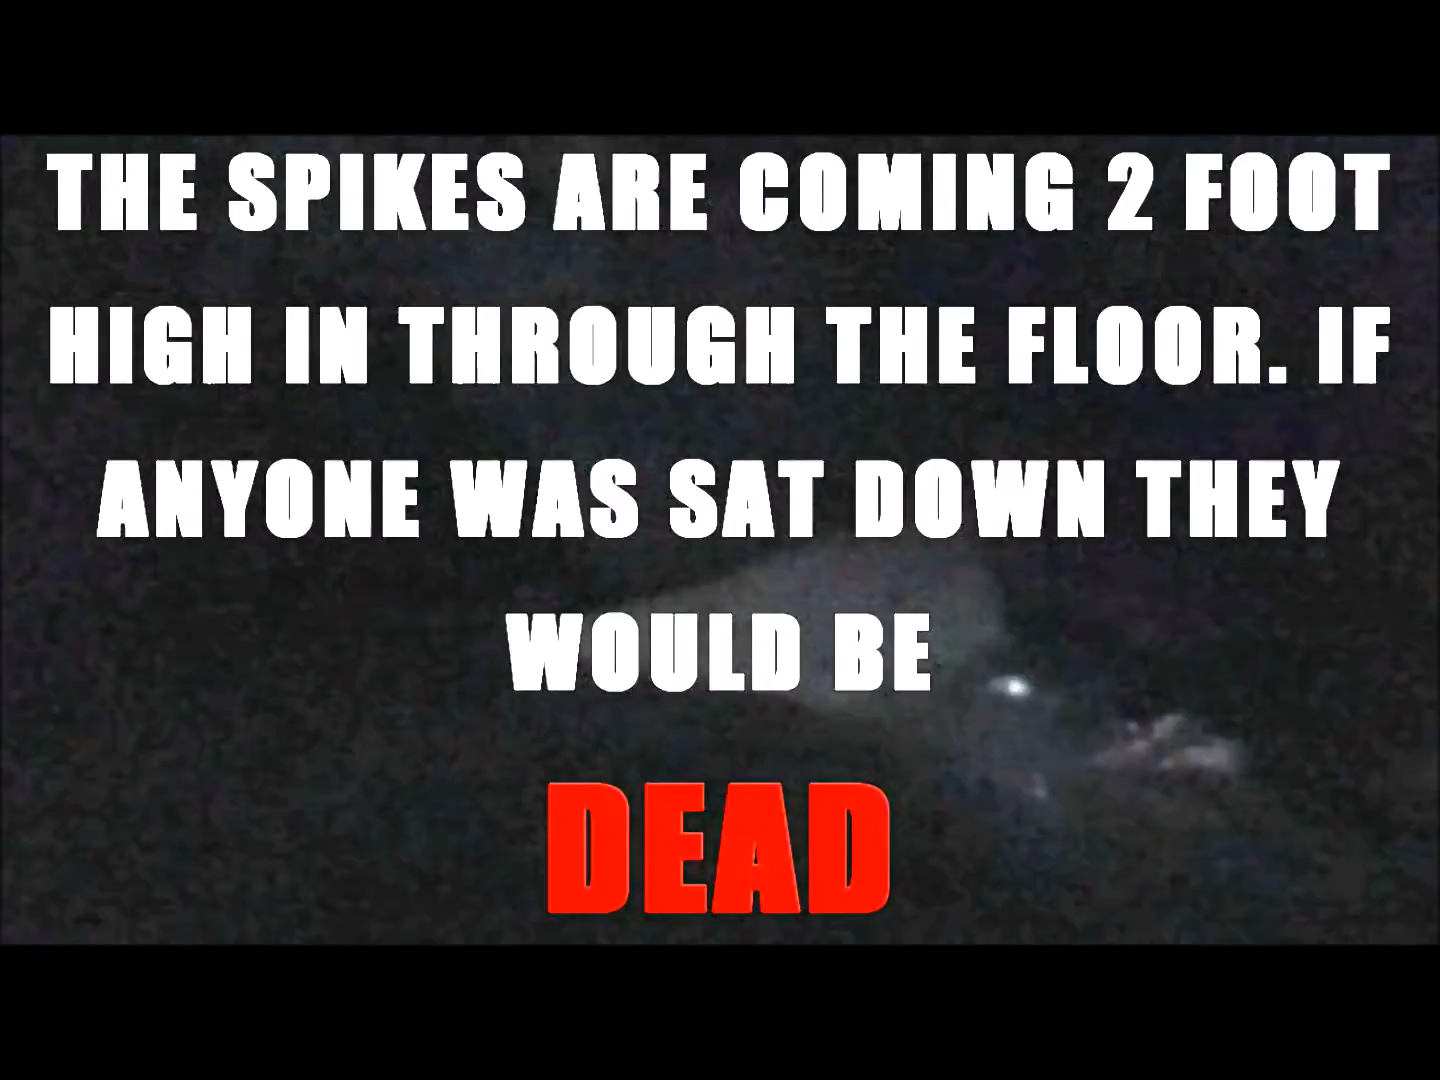 THE SPIKES ARE COMING 2 FOOT
HIGH IN THROUGH THE FLOOR. IF
ANYONE WAS SAT DOWN THEY
WOULD BE
DEAD